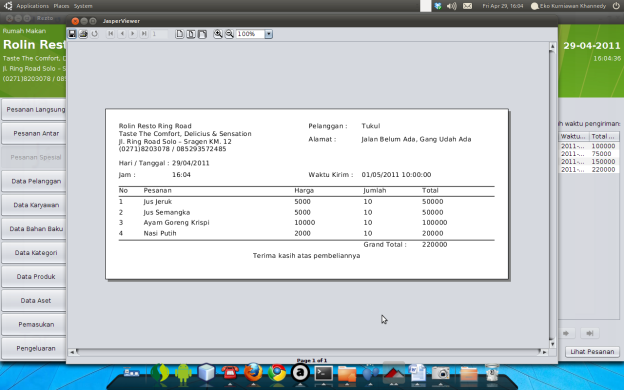 Applications Places System
Fri Apr 29, 16:04 Eko Kurniawan Khannedy
Resto
JasperViewer
Rumah Makan
Rolin Rest
Taste The Comfort, D
Jl. Ring Road Solo – S
(0271)8203078 / 085
29-04-2011
16:04:36
1
100%
Pesanan Langsung
Pesanan Antar
Pesanan Spesial
Data Pelanggan
Data Karyawan
Data Bahan Baku
Data Kategori
Data Produk
Data Aset
Pemasukan
Pengeluaran
Rolin Resto Ring Road
Taste The Comfort, Delicius & Sensation
Jl. Ring Road Solo – Sragen KM. 12
(0271)8203078 / 085293572485
Pelanggan : Tukul
Alamat : Jalan Belum Ada, Gang Udah Ada
Hari / Tanggal : 29/04/2011
Jam : 16:04
Waktu Kirim : 01/05/2011 10:00:00
No Pesanan Harga Jumlah Total
1 Jus Jeruk 5000 10 50000
2 Jus Semangka 5000 10 50000
3 Ayam Goreng Krispi 10000 10 100000
4 Nasi Putih 2000 10 20000
Grand Total : 220000
Terima kasih atas pembeliannya
ih waktu pengiriman:
Waktu... Total ...
2011-... 100000
2011-... 75000
2011-... 150000
2011-... 220000
Lihat Pesanan
Page 1 of 1